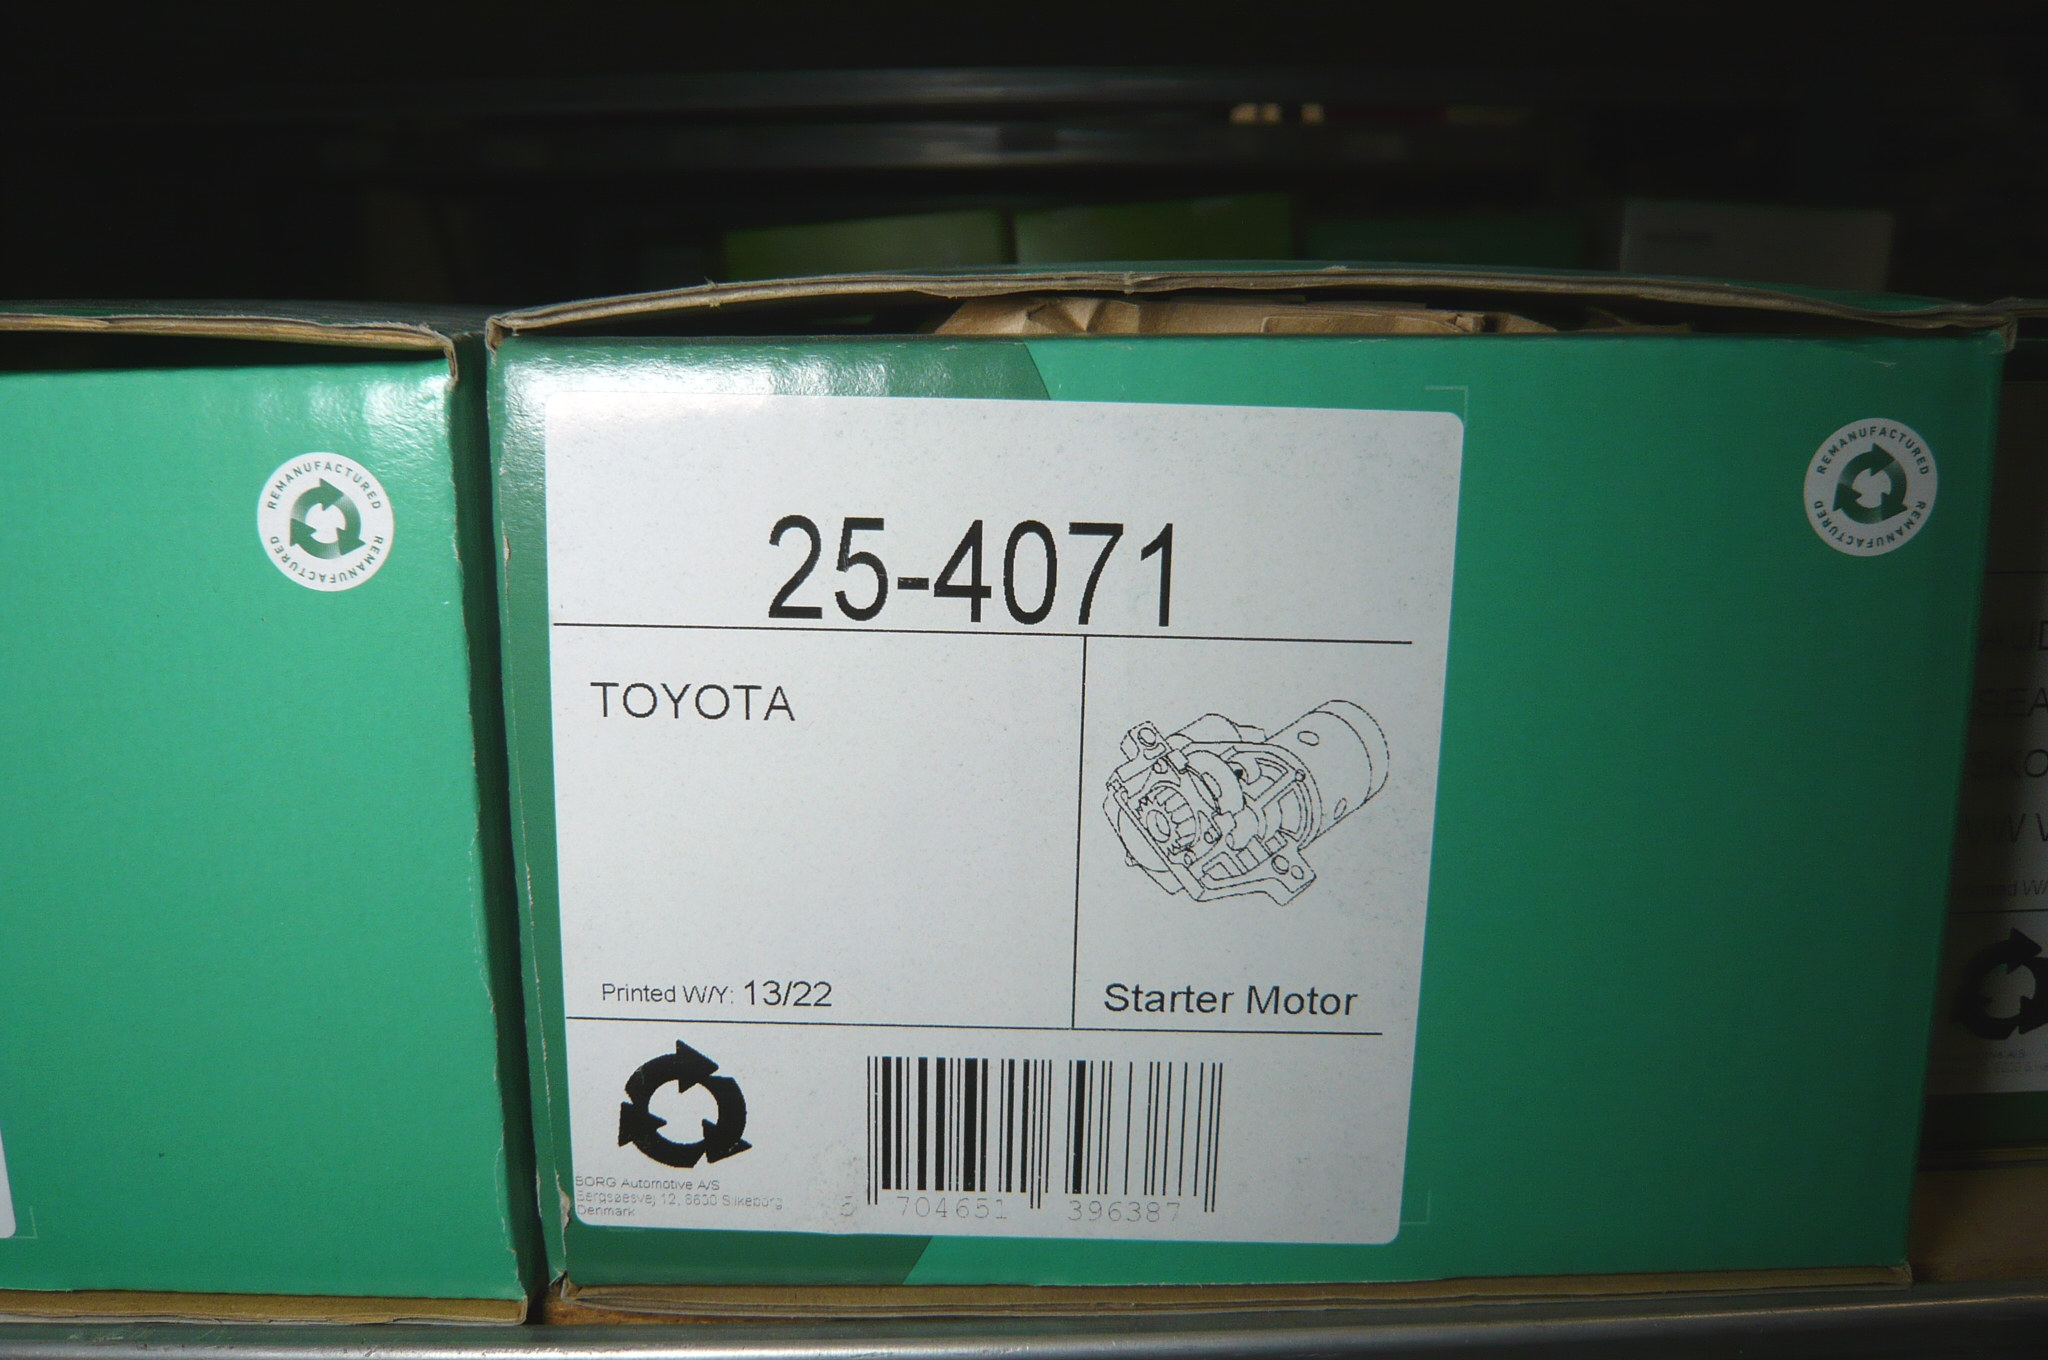 REMANUFACTURED
REMANUFACTURED
25-4071
REMANUFACTURED
REMANUFACTURED
TOYOTA
Printed W/Y: 13/22
Starter Motor
BORG Automotive A/S
Bergsøesvej 12, 8600 Silkeborg
Denmark
5 704651 396387